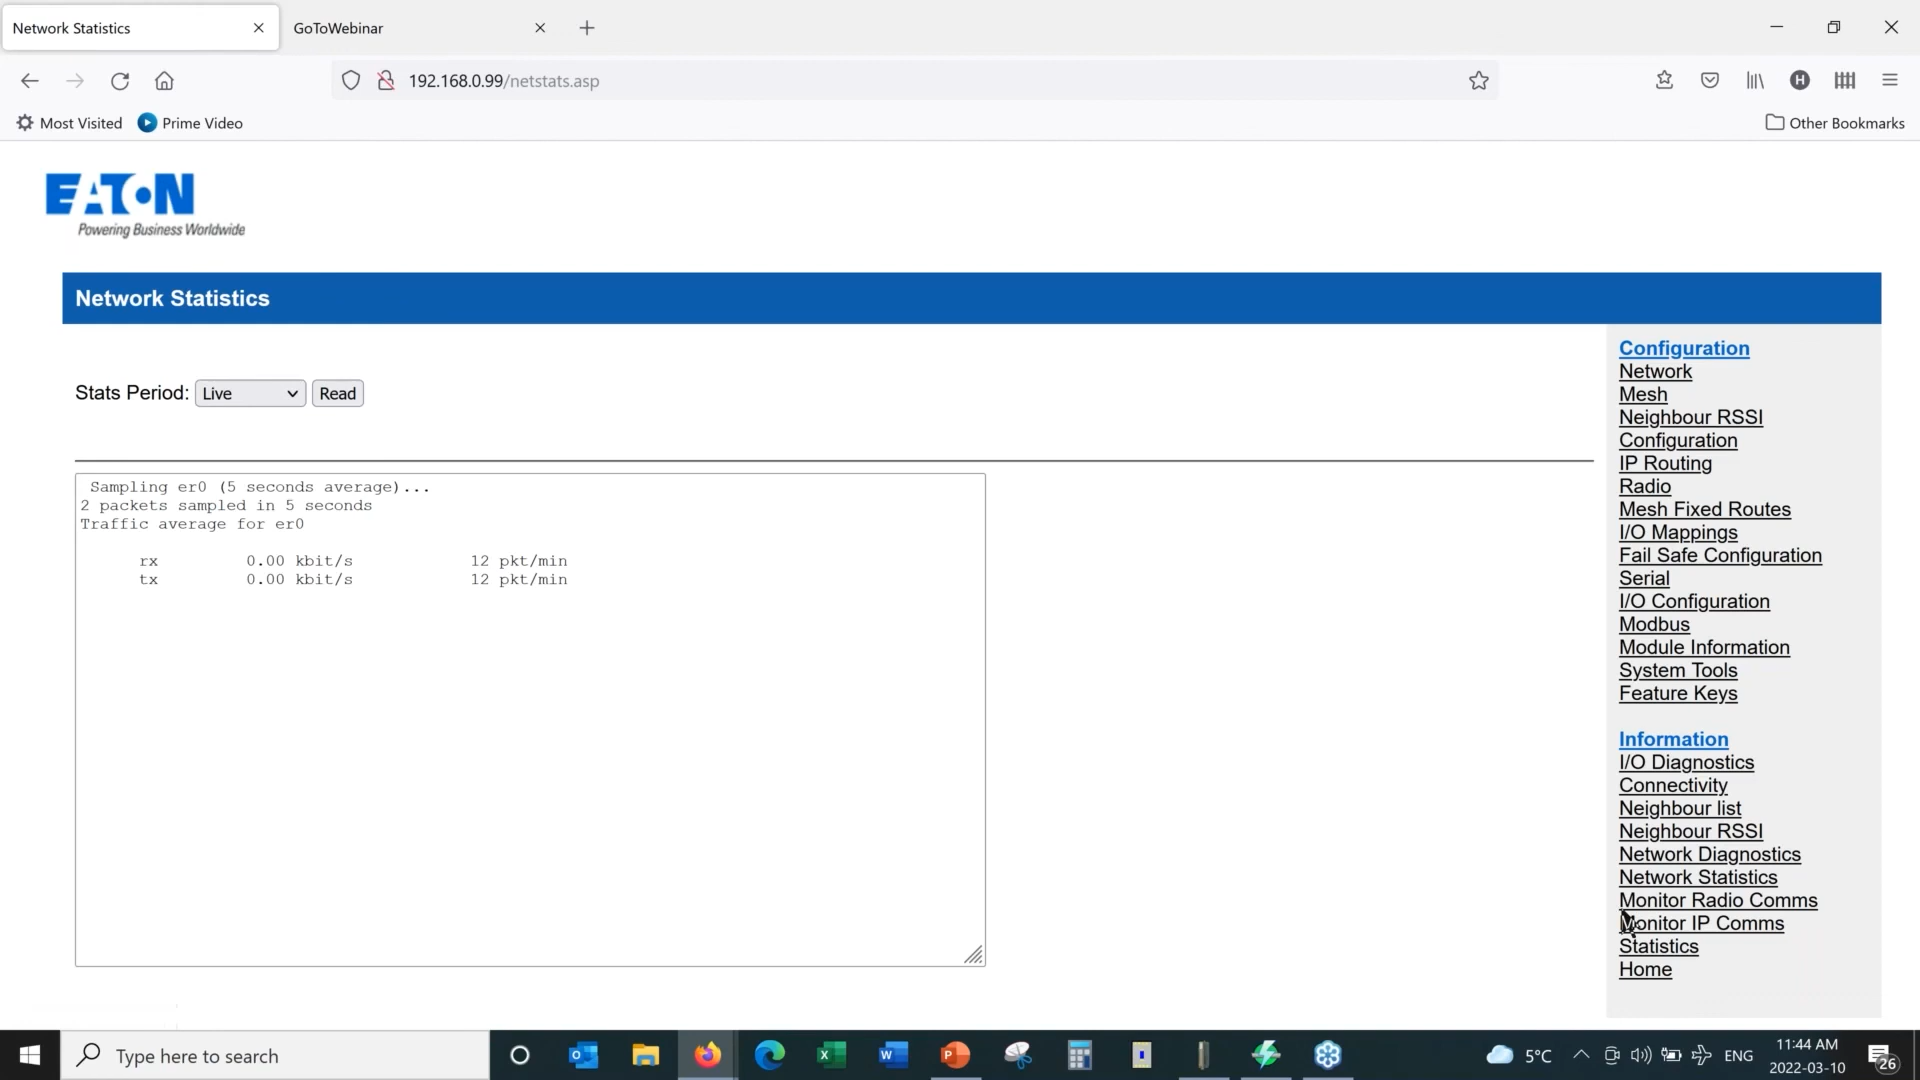 Network Statistics
GoToWebinar
192.168.0.99/netstats.asp
H
Most Visited
Prime Video
Other Bookmarks
EATON
Powering Business Worldwide
Network Statistics
Stats Period:
Live
Read
Sampling er0 (5 seconds average)...
2 packets sampled in 5 seconds
Traffic average for er0
rx 0.00 kbit/s 12 pkt/min
tx 0.00 kbit/s 12 pkt/min
Configuration
Network
Mesh
Neighbour RSSI
Configuration
IP Routing
Radio
Mesh Fixed Routes
I/O Mappings
Fail Safe Configuration
Serial
I/O Configuration
Modbus
Module Information
System Tools
Feature Keys
Information
I/O Diagnostics
Connectivity
Neighbour list
Neighbour RSSI
Network Diagnostics
Network Statistics
Monitor Radio Comms
Monitor IP Comms
Statistics
Home
Type here to search
5°C
ENG
11:44 AM
2022-03-10
26